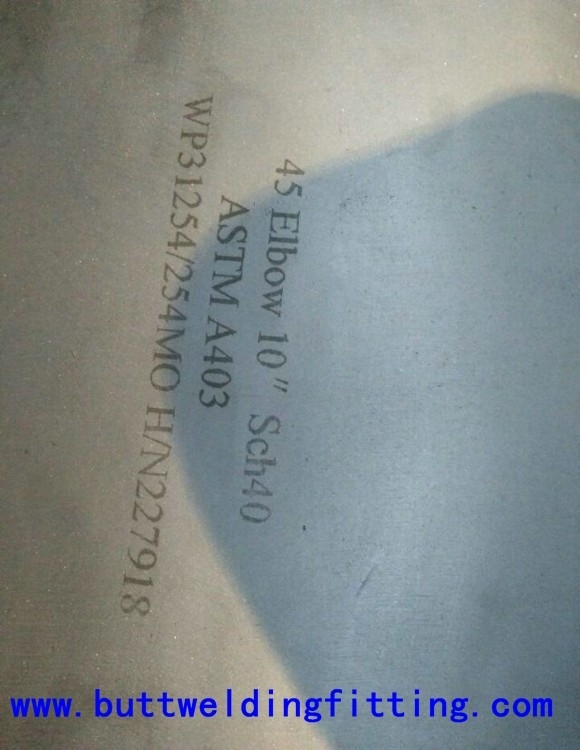 45 Elbow 10" Sch40
ASTM A403
WP31254/254MO H/N227918
www.buttweldingfitting.com